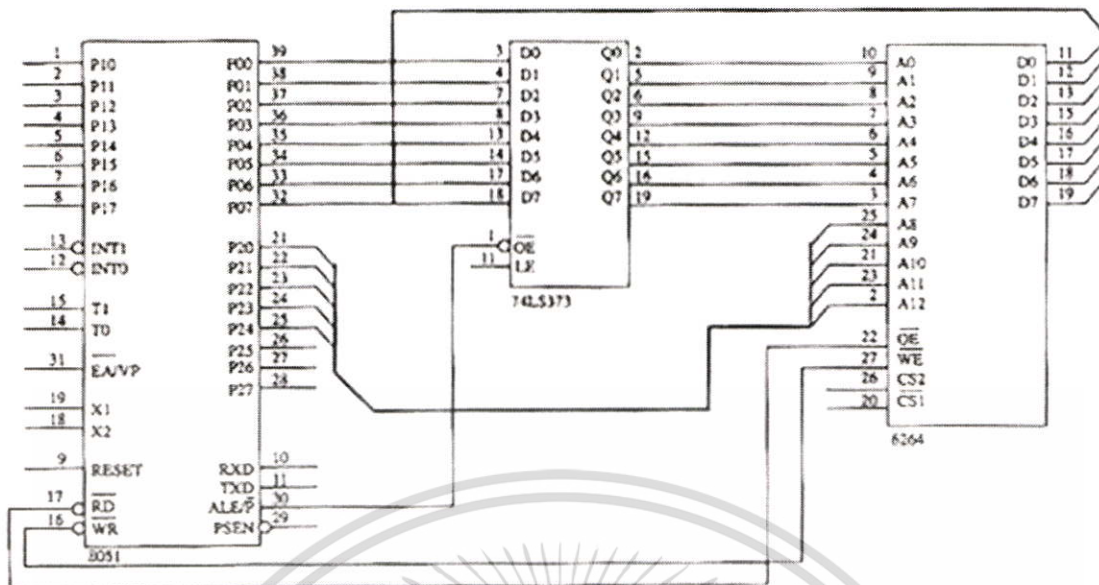 1 P10 P00 39
2 P11 P01 38
3 P12 P02 37
4 P13 P03 36
5 P14 P04 35
6 P15 P05 34
7 P16 P06 33
8 P17 P07 32
13 INT1 P20 21
12 INT0 P21 22
P22 23
15 T1 P23 24
14 T0 P24 25
P25 26
31 EA/VP P26 27
P27 28
19 X1
18 X2
9 RESET RXD 10
TXD 11
17 RD ALE/P 30
16 WR PSEN 29
8051
3 D0 Q0 2
4 D1 Q1 5
7 D2 Q2 6
8 D3 Q3 9
13 D4 Q4 12
14 D5 Q5 15
17 D6 Q6 16
18 D7 Q7 19
1 OE
11 LE
74LS373
10 A0 D0 11
9 A1 D1 12
8 A2 D2 13
7 A3 D3 15
6 A4 D4 16
5 A5 D5 17
4 A6 D6 18
3 A7 D7 19
25 A8
24 A9
21 A10
23 A11
2 A12
22 OE
27 WE
26 CS2
20 CS1
6264